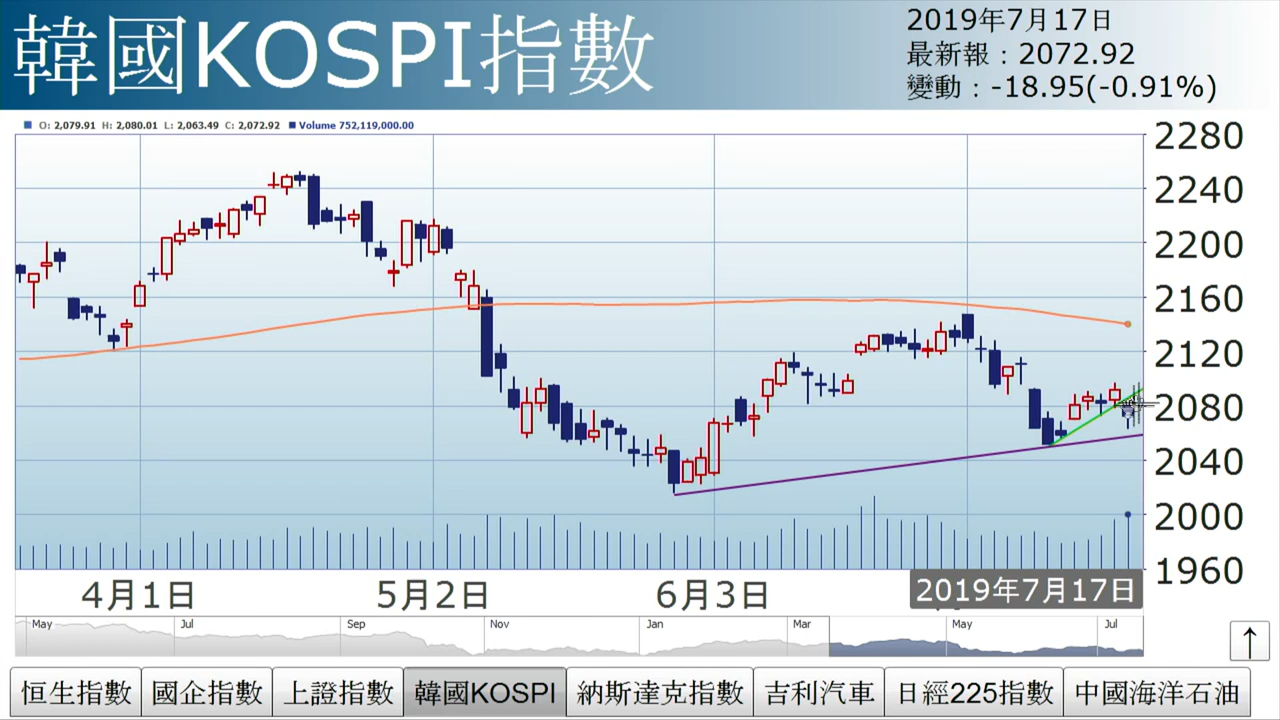 韓國KOSPI指數
2019年7月17日
最新報：2072.92
變動：-18.95(-0.91%)
O: 2,079.91 H: 2,080.01 L: 2,063.49 C: 2,072.92 Volume 752,119,000.00
2280
2240
2200
2160
2120
2080
2040
2000
1960
4月1日 5月2日 6月3日 2019年7月17日
May Jul Sep Nov Jan Mar May Jul
↑
恒生指數 國企指數 上證指數 韓國KOSPI 納斯達克指數 吉利汽車 日經225指數 中國海洋石油